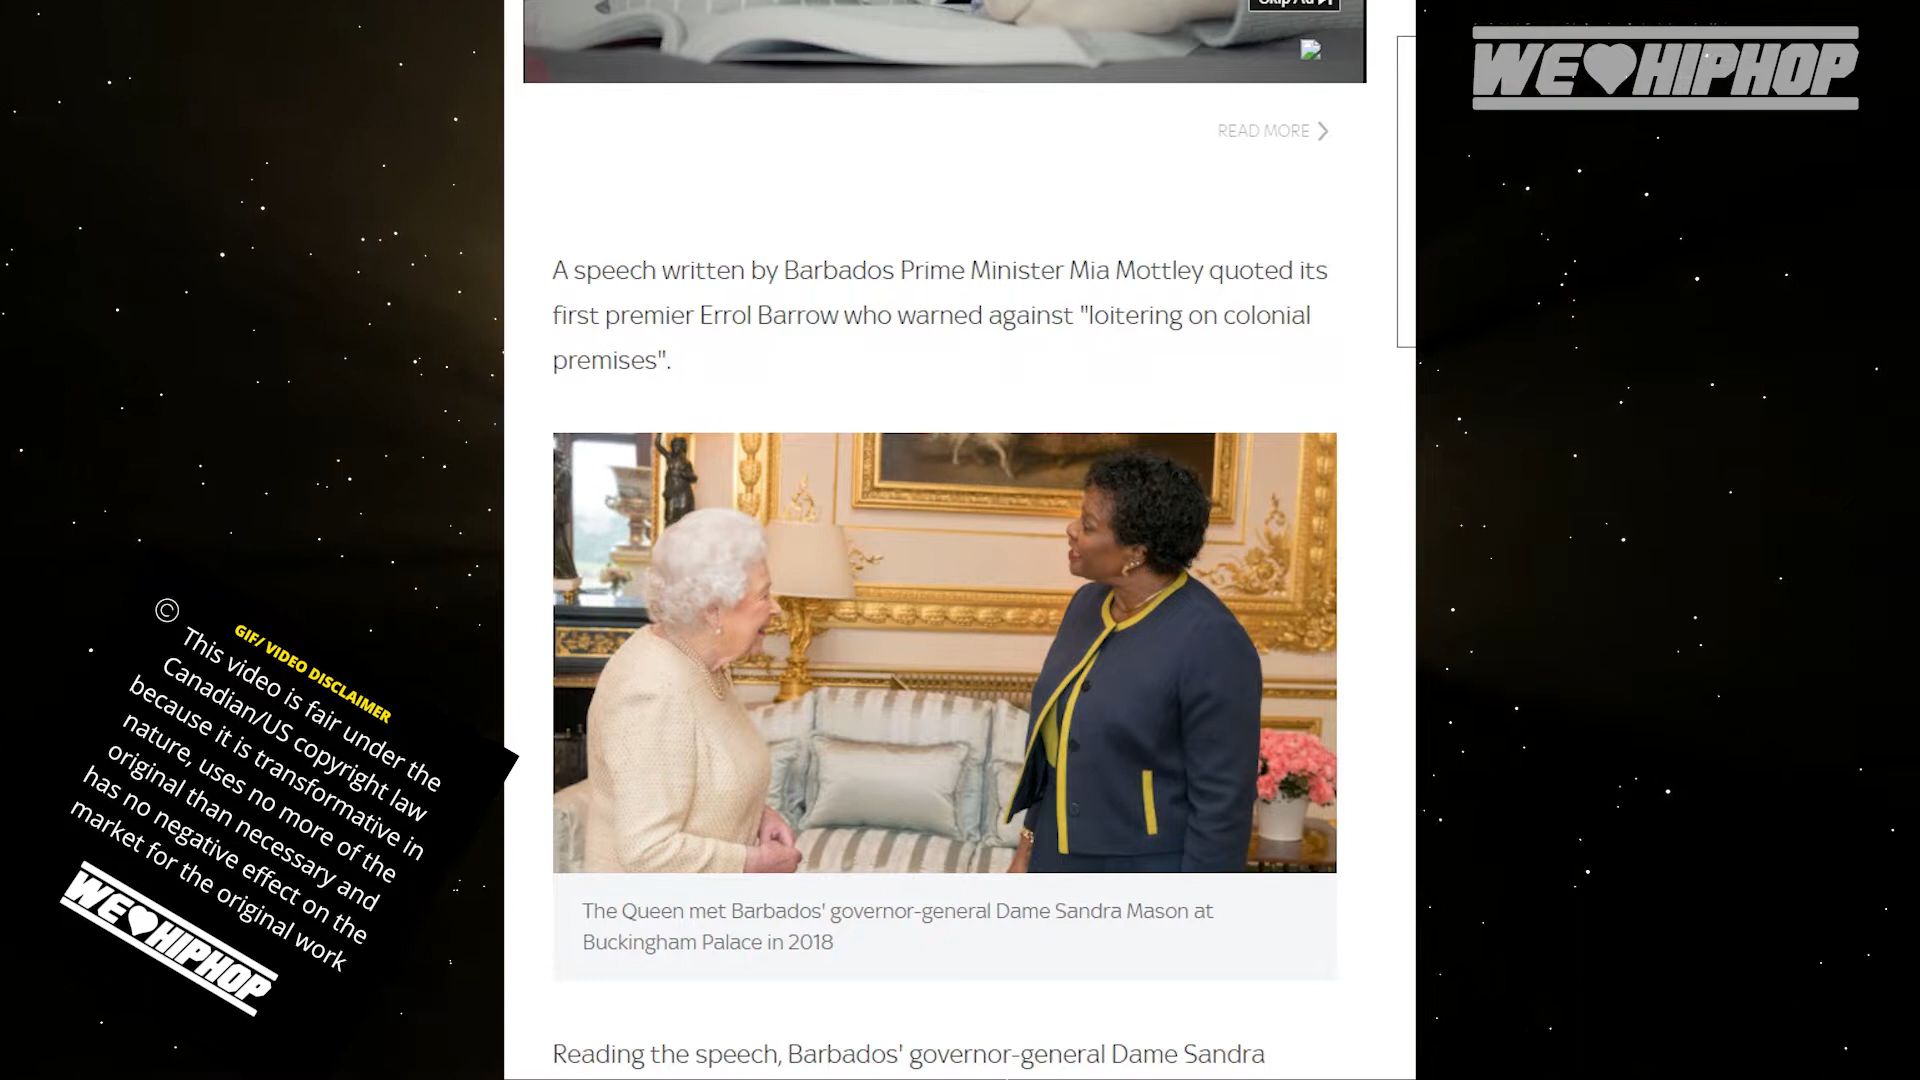 Skip Ad
WE HIPHOP
READ MORE
A speech written by Barbados Prime Minister Mia Mottley quoted its
first premier Errol Barrow who warned against "loitering on colonial
premises".
The Queen met Barbados' governor-general Dame Sandra Mason at
Buckingham Palace in 2018
Reading the speech, Barbados' governor-general Dame Sandra
©
GIF/ VIDEO DISCLAIMER
This video is fair under the
Canadian/US copyright law
because it is transformative in
nature, uses no more of the
original than necessary and
has no negative effect on the
market for the original work
WE HIPHOP